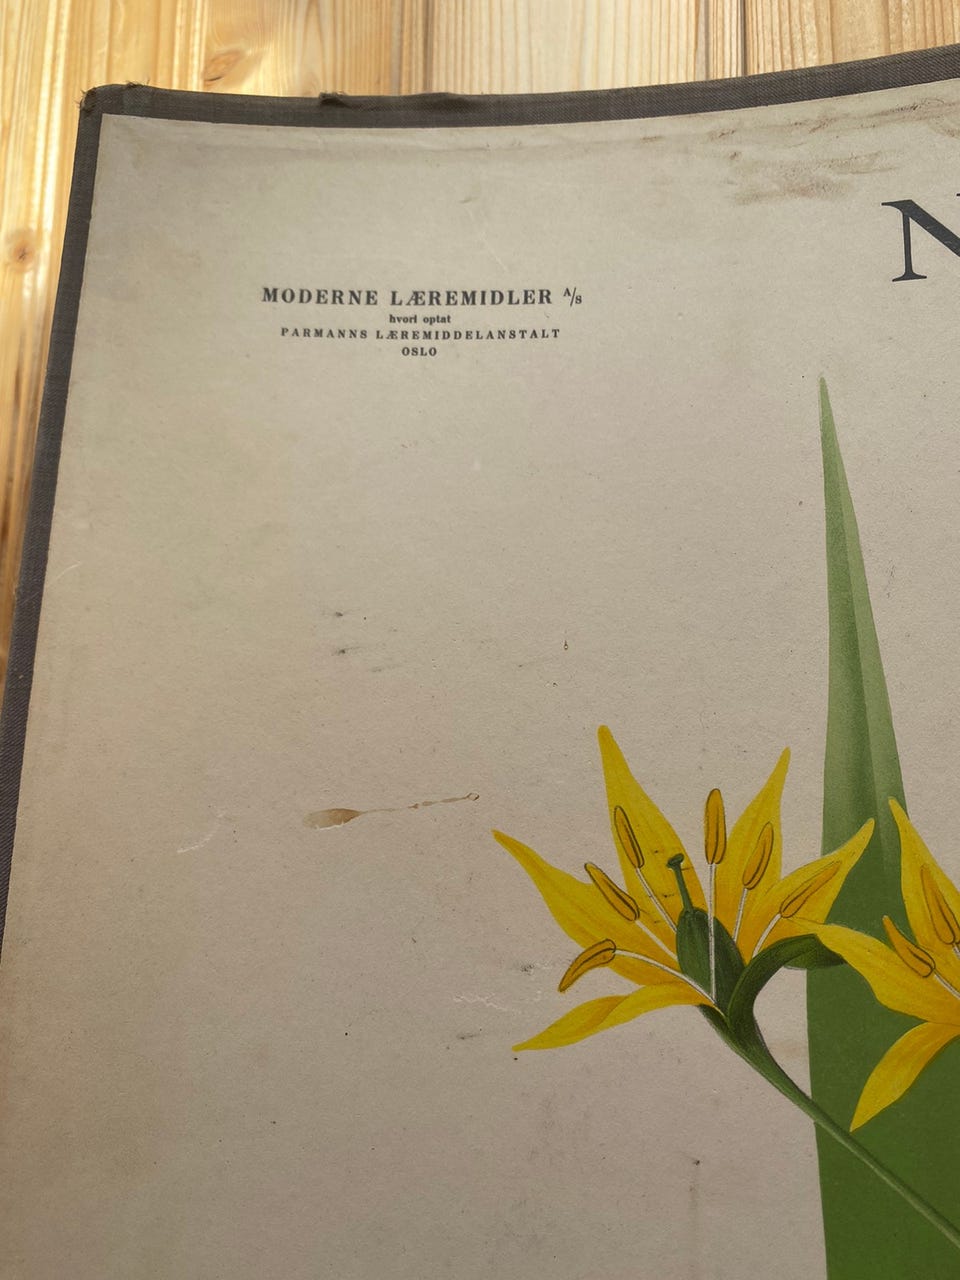 MODERNE LÆREMIDLER A/S
hvori optat
PARMANNS LÆREMIDDELANSTALT
OSLO
N